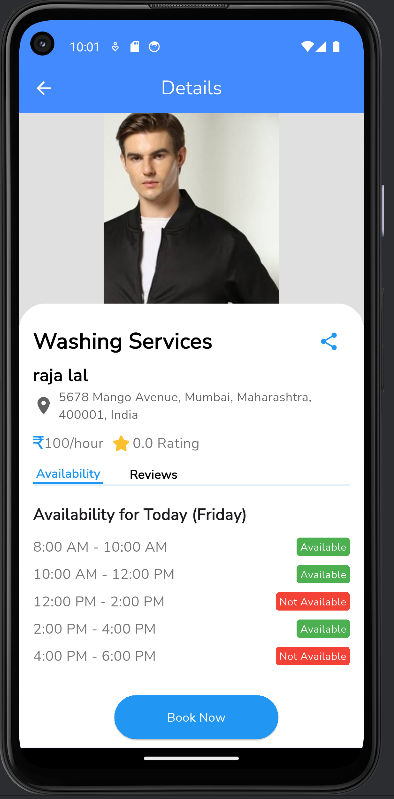 10:01
Details
Washing Services
raja lal
5678 Mango Avenue, Mumbai, Maharashtra,
400001, India
₹100/hour 0.0 Rating
Availability Reviews
Availability for Today (Friday)
8:00 AM - 10:00 AM Available
10:00 AM - 12:00 PM Available
12:00 PM - 2:00 PM Not Available
2:00 PM - 4:00 PM Available
4:00 PM - 6:00 PM Not Available
Book Now